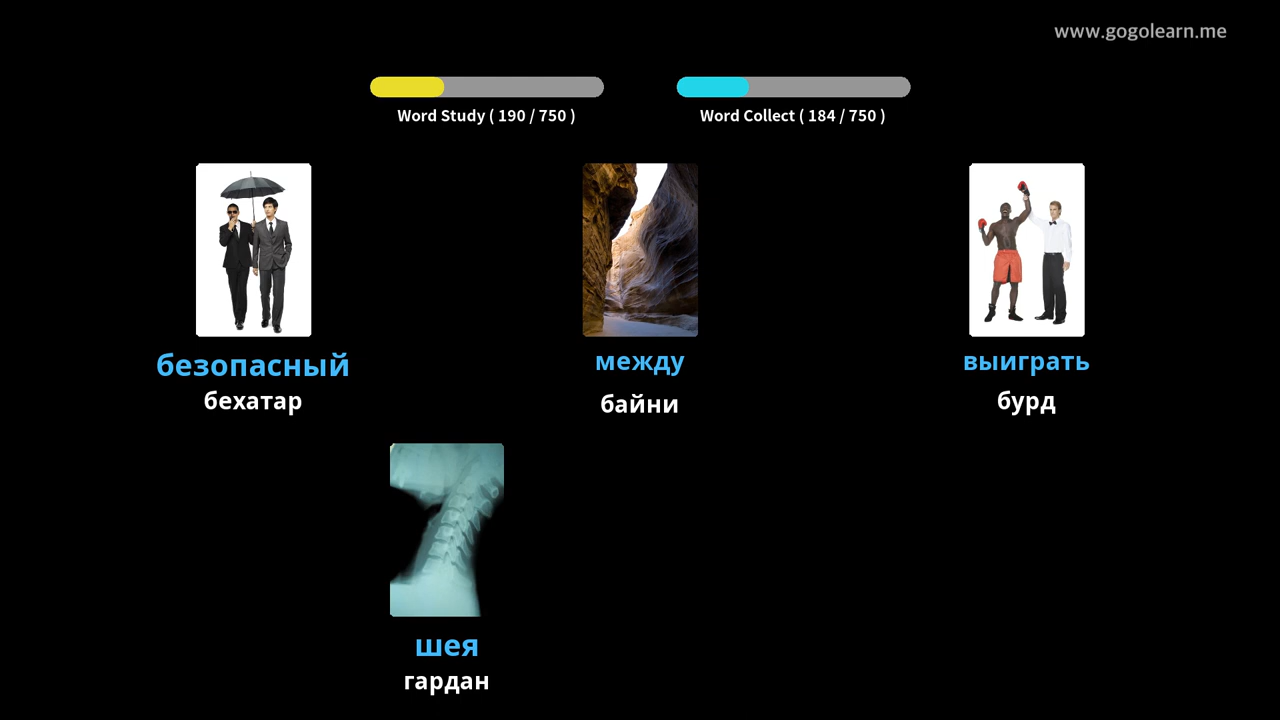 www.gogolearn.me
Word Study ( 190 / 750 )
Word Collect ( 184 / 750 )
безопасный
бехатар
между
байни
выиграть
бурд
шея
гардан